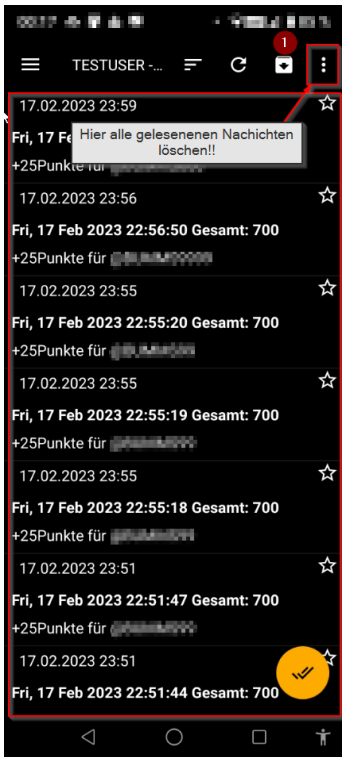 1
TESTUSER -...
17.02.2023 23:59
Fri, 17 Fe
Hier alle gelesenenen Nachichten
löschen!!
+25Punkte für
17.02.2023 23:56
Fri, 17 Feb 2023 22:56:50 Gesamt: 700
+25Punkte für
17.02.2023 23:55
Fri, 17 Feb 2023 22:55:20 Gesamt: 700
+25Punkte für
17.02.2023 23:55
Fri, 17 Feb 2023 22:55:19 Gesamt: 700
+25Punkte für
17.02.2023 23:55
Fri, 17 Feb 2023 22:55:18 Gesamt: 700
+25Punkte für
17.02.2023 23:51
Fri, 17 Feb 2023 22:51:47 Gesamt: 700
+25Punkte für
17.02.2023 23:51
Fri, 17 Feb 2023 22:51:44 Gesamt: 700